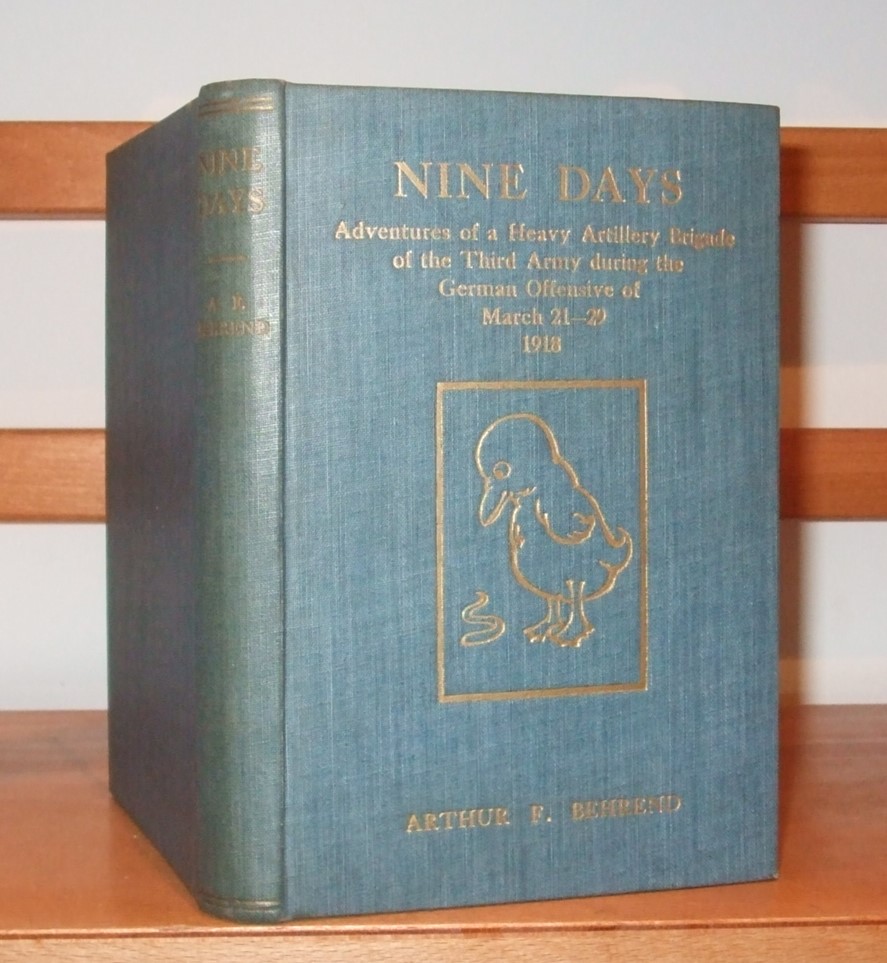 NINE
DAYS
A. F.
BEHREND
NINE DAYS
Adventures of a Heavy Artillery Brigade
of the Third Army during the
German Offensive of
March 21—29
1918
ARTHUR F. BEHREND